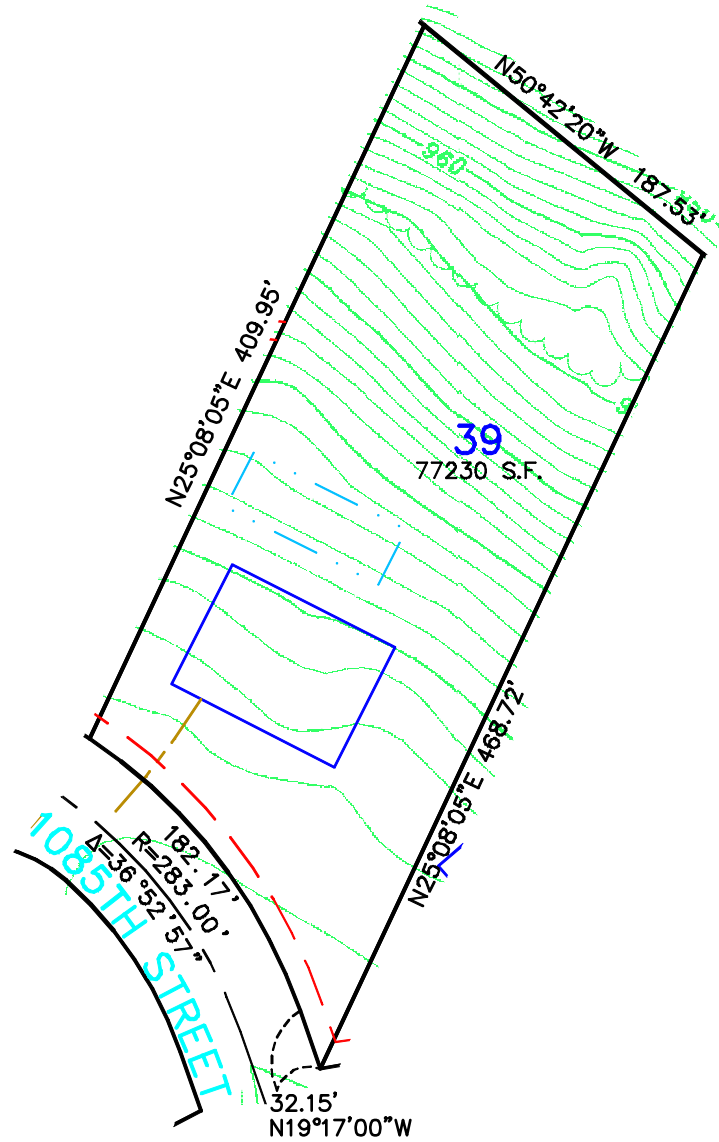 N50°42'20"W 187.53'
960
N25°08'05"E 409.95'
39
77230 S.F.
N25°08'05"E 468.72'
182.17'
R=283.00'
Δ=36°52'57"
1085TH STREET
32.15'
N19°17'00"W